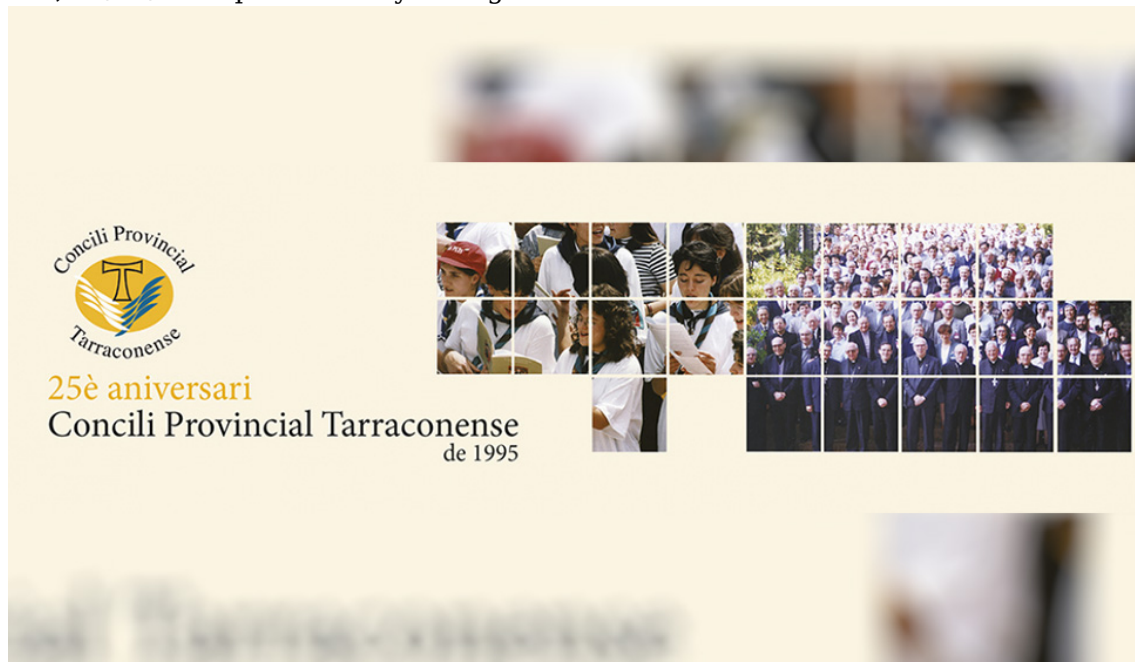 Concili Provincial
T
Tarraconense
25è aniversari
Concili Provincial Tarraconense
de 1995